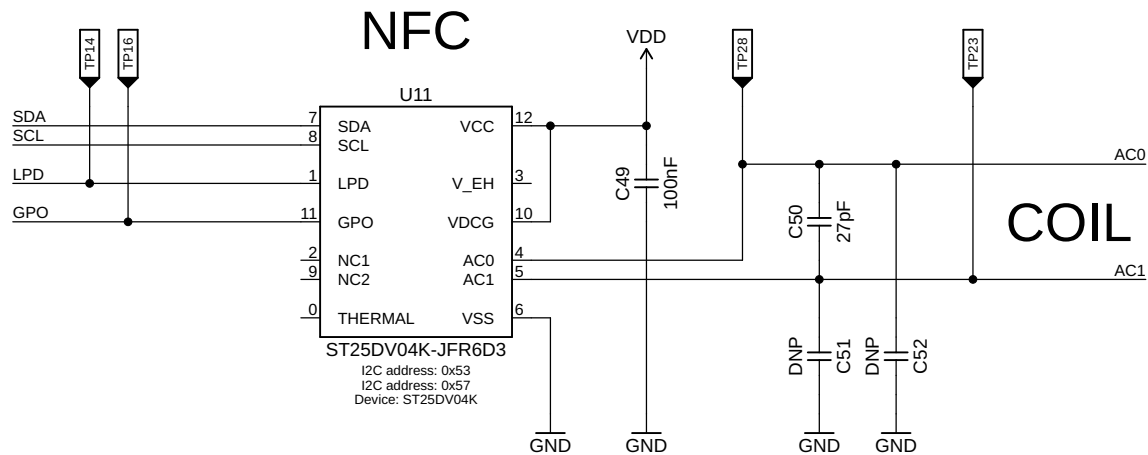 NFC
TP14
TP16
VDD
TP28
TP23
U11
SDA
SCL
LPD
GPO
7
8
1
11
2
9
0
SDA
SCL
LPD
GPO
NC1
NC2
THERMAL
VCC
V_EH
VDCG
AC0
AC1
VSS
12
3
10
4
5
6
C49
100nF
C50
27pF
AC0
COIL
AC1
DNP
C51
DNP
C52
ST25DV04K-JFR6D3
I2C address: 0x53
I2C address: 0x57
Device: ST25DV04K
GND
GND
GND
GND